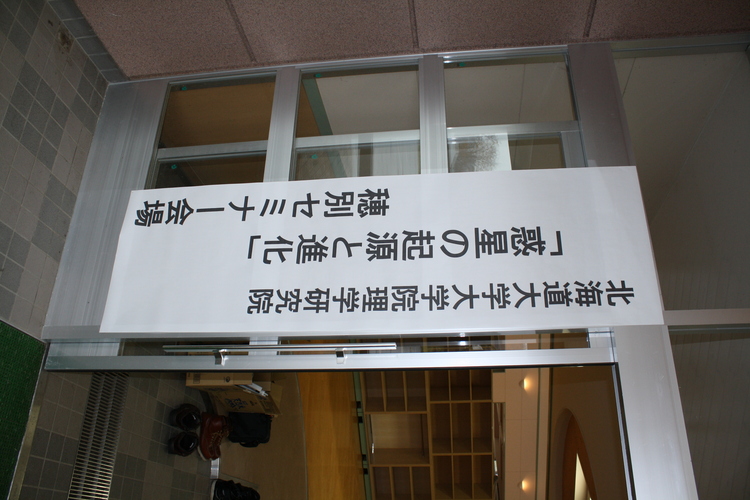 北海道大学大学院理学研究院
「惑星の起源と進化」
穂別セミナー会場